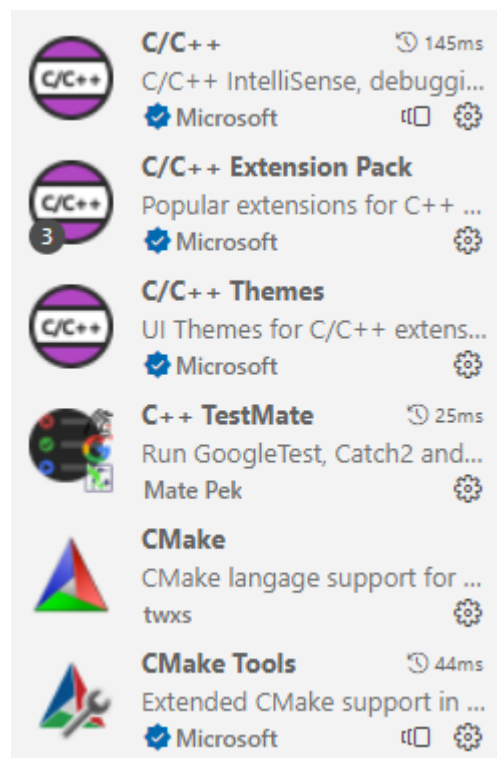 C/C++ 145ms
C/C++ C/C++ IntelliSense, debuggi...
Microsoft
C/C++ Extension Pack
C/C++ Popular extensions for C++ ...
3 Microsoft
C/C++ Themes
C/C++ UI Themes for C/C++ extens...
Microsoft
C++ TestMate 25ms
Run GoogleTest, Catch2 and...
Mate Pek
CMake
CMake langage support for ...
twxs
CMake Tools 44ms
Extended CMake support in ...
Microsoft